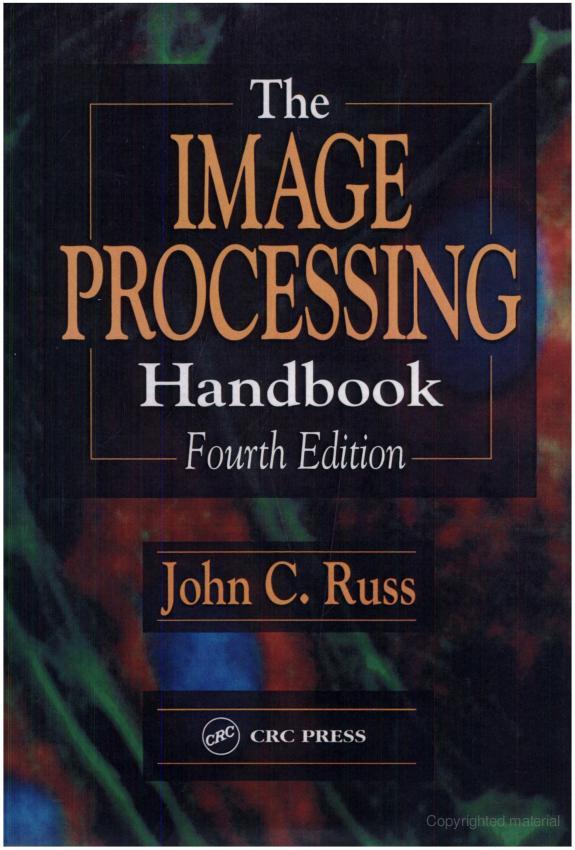 The
IMAGE
PROCESSING
Handbook
Fourth Edition
John C. Russ
CRC CRC PRESS
Copyrighted material